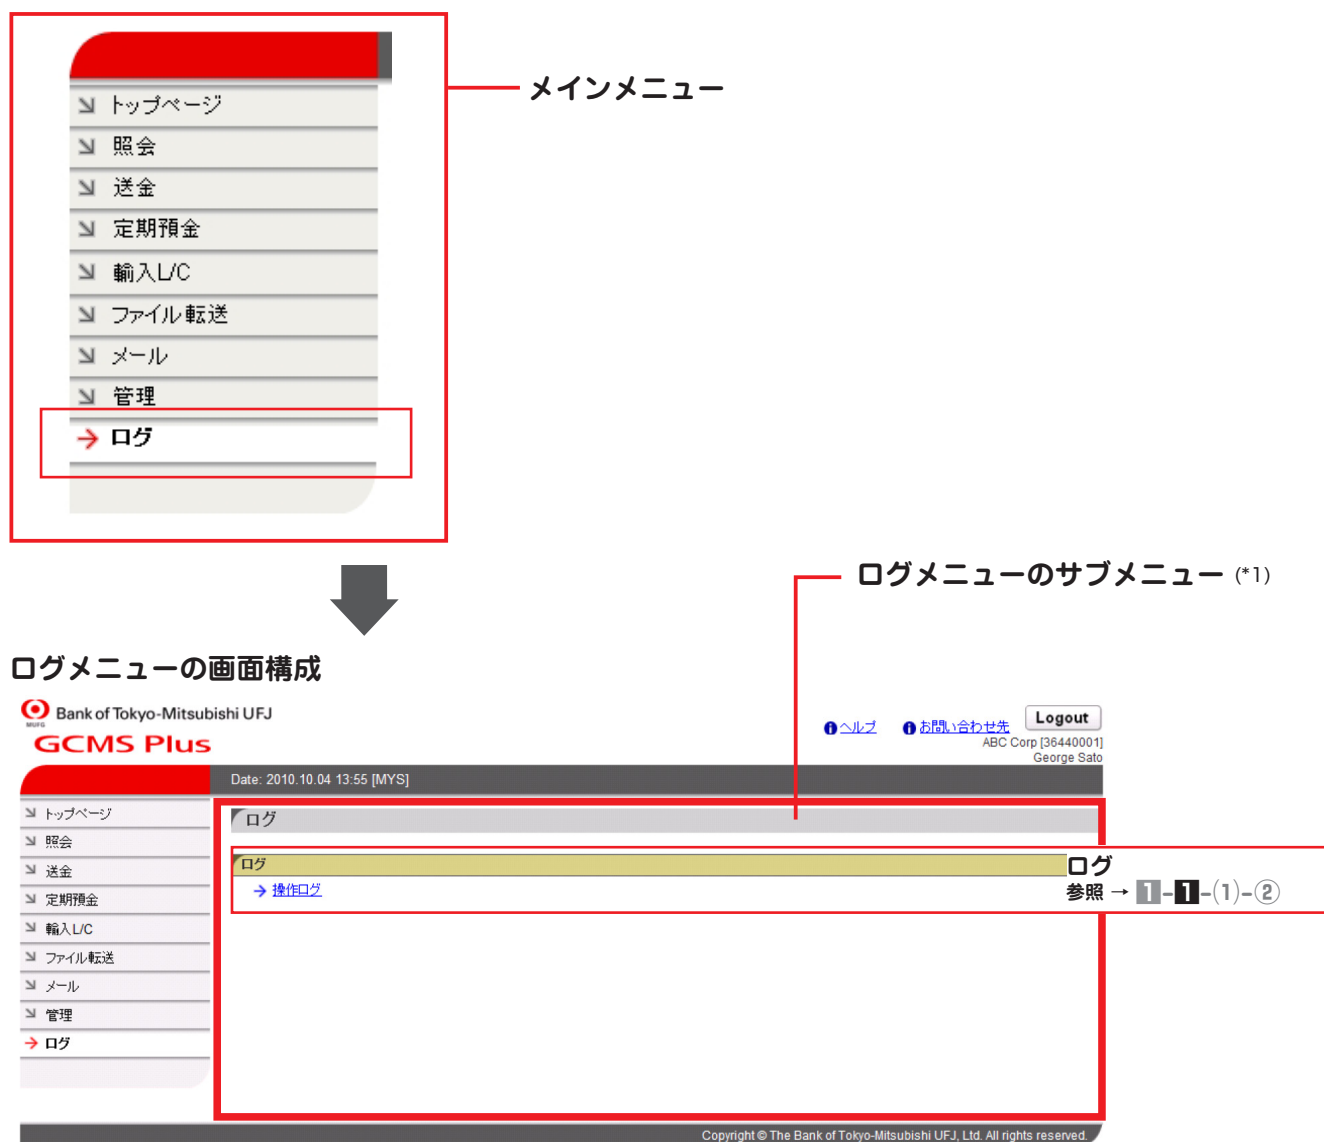 メインメニュー
トップページ
照会
送金
定期預金
輸入L/C
ファイル転送
メール
管理
ログ
ログメニューのサブメニュー (*1)
ログメニューの画面構成
MUFG
Bank of Tokyo-Mitsubishi UFJ
GCMS Plus
ヘルプ
お問い合わせ先
Logout
ABC Corp [36440001]
George Sato
Date: 2010.10.04 13:55 [MYS]
トップページ
照会
送金
定期預金
輸入L/C
ファイル転送
メール
管理
ログ
ログ
ログ
→ 操作ログ
ログ
参照 → 1-1-(1)-②
Copyright © The Bank of Tokyo-Mitsubishi UFJ, Ltd. All rights reserved.